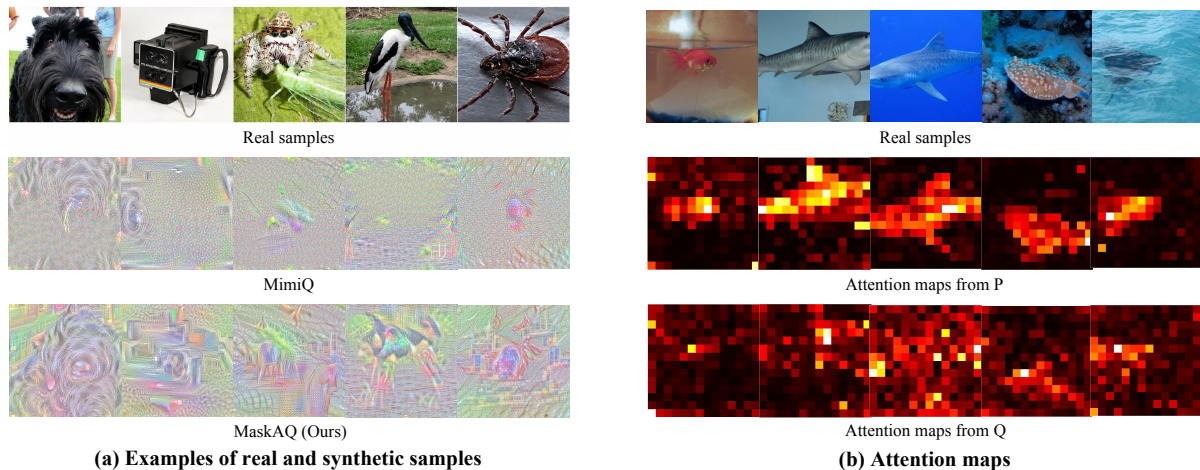 Real samples
MimiQ
MaskAQ (Ours)
(a) Examples of real and synthetic samples
Real samples
Attention maps from P
Attention maps from Q
(b) Attention maps